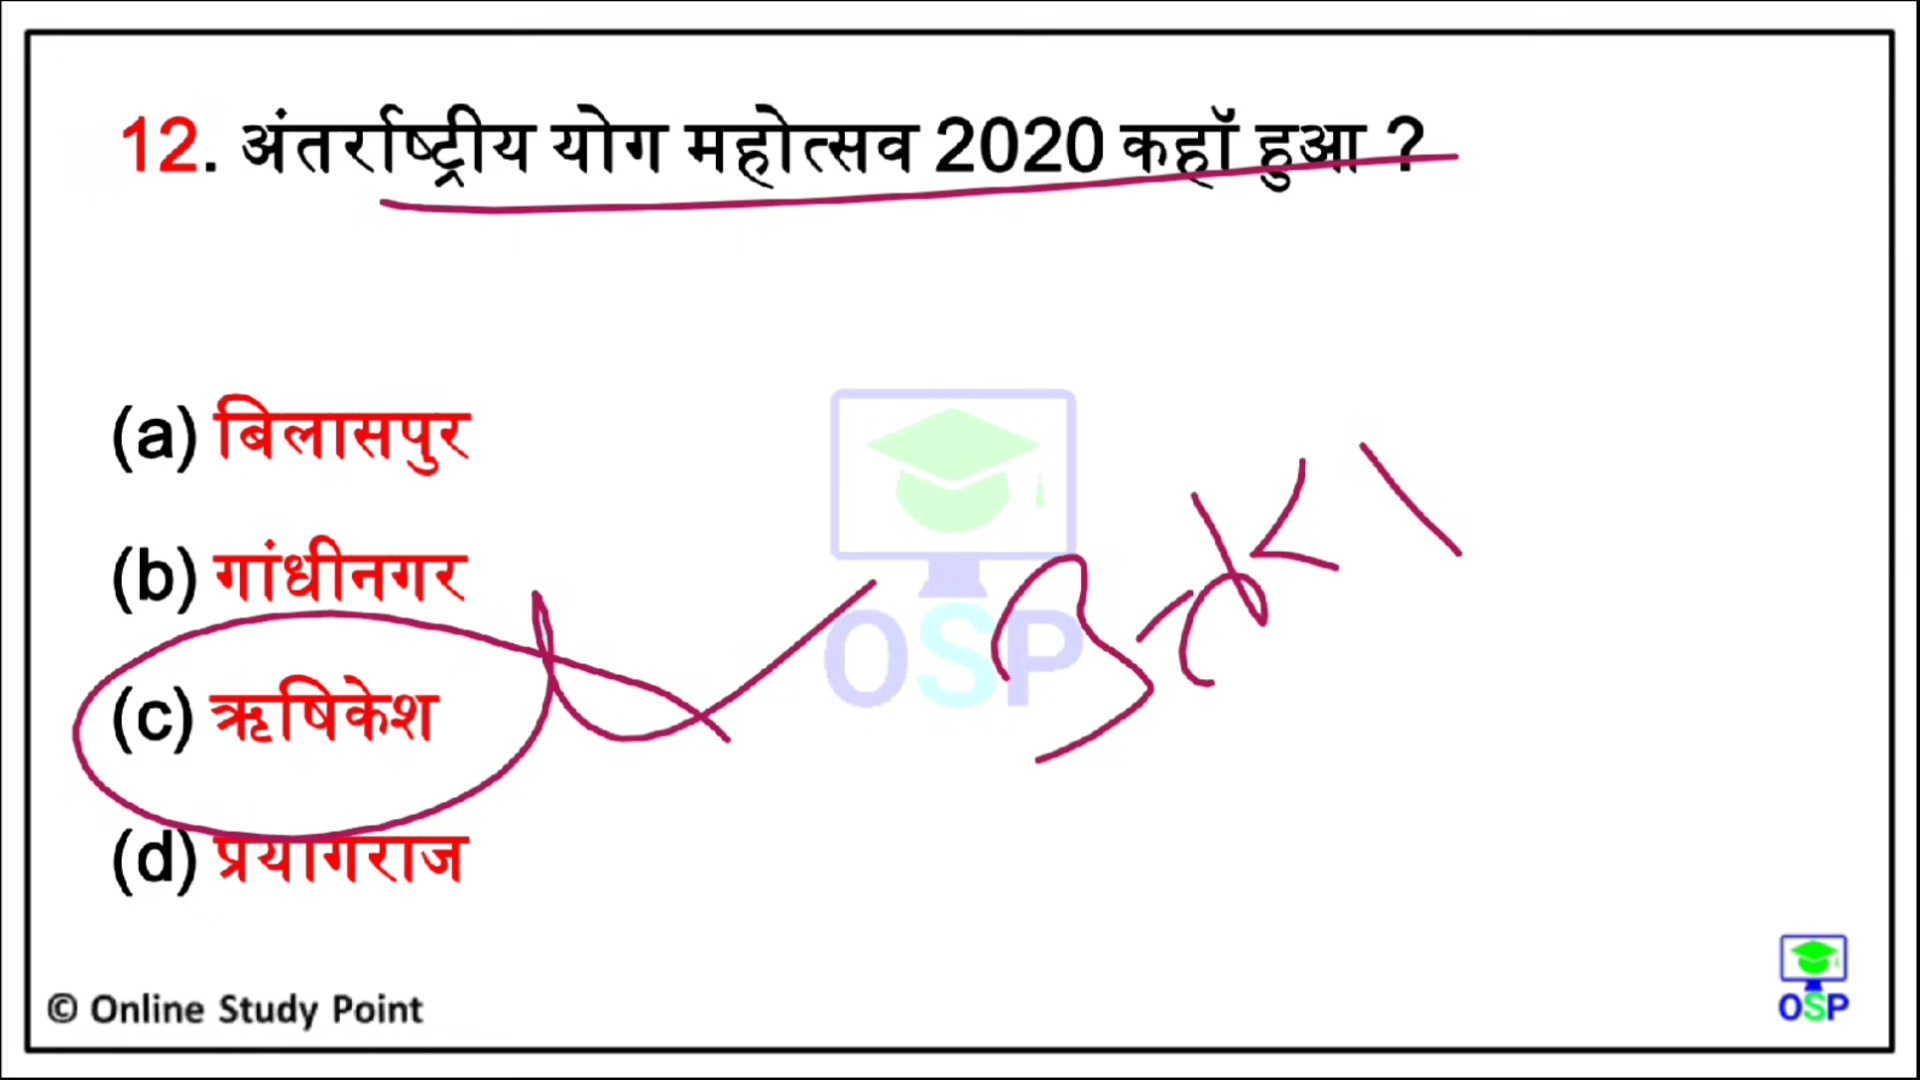 12. अंतर्राष्ट्रीय योग महोत्सव 2020 कहॉ हुआ ?
(a) बिलासपुर
(b) गांधीनगर
(c) ऋषिकेश
(d) प्रयागराज
OSP
© Online Study Point
OSP